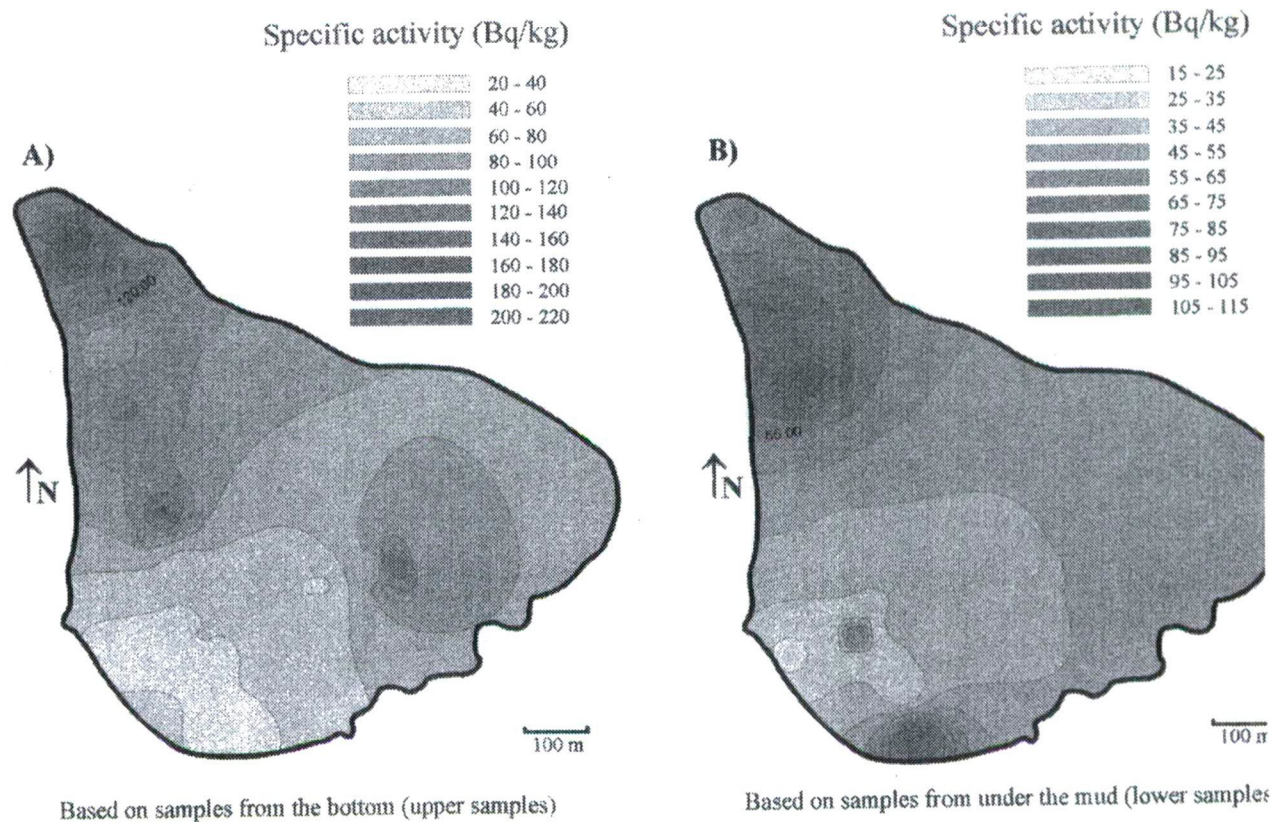 Specific activity (Bq/kg)
20 - 40
40 - 60
60 - 80
80 - 100
100 - 120
120 - 140
140 - 160
160 - 180
180 - 200
200 - 220
A)
120.00
N
100 m
Based on samples from the bottom (upper samples)
Specific activity (Bq/kg)
15 - 25
25 - 35
35 - 45
45 - 55
55 - 65
65 - 75
75 - 85
85 - 95
95 - 105
105 - 115
B)
N
100 m
Based on samples from under the mud (lower samples